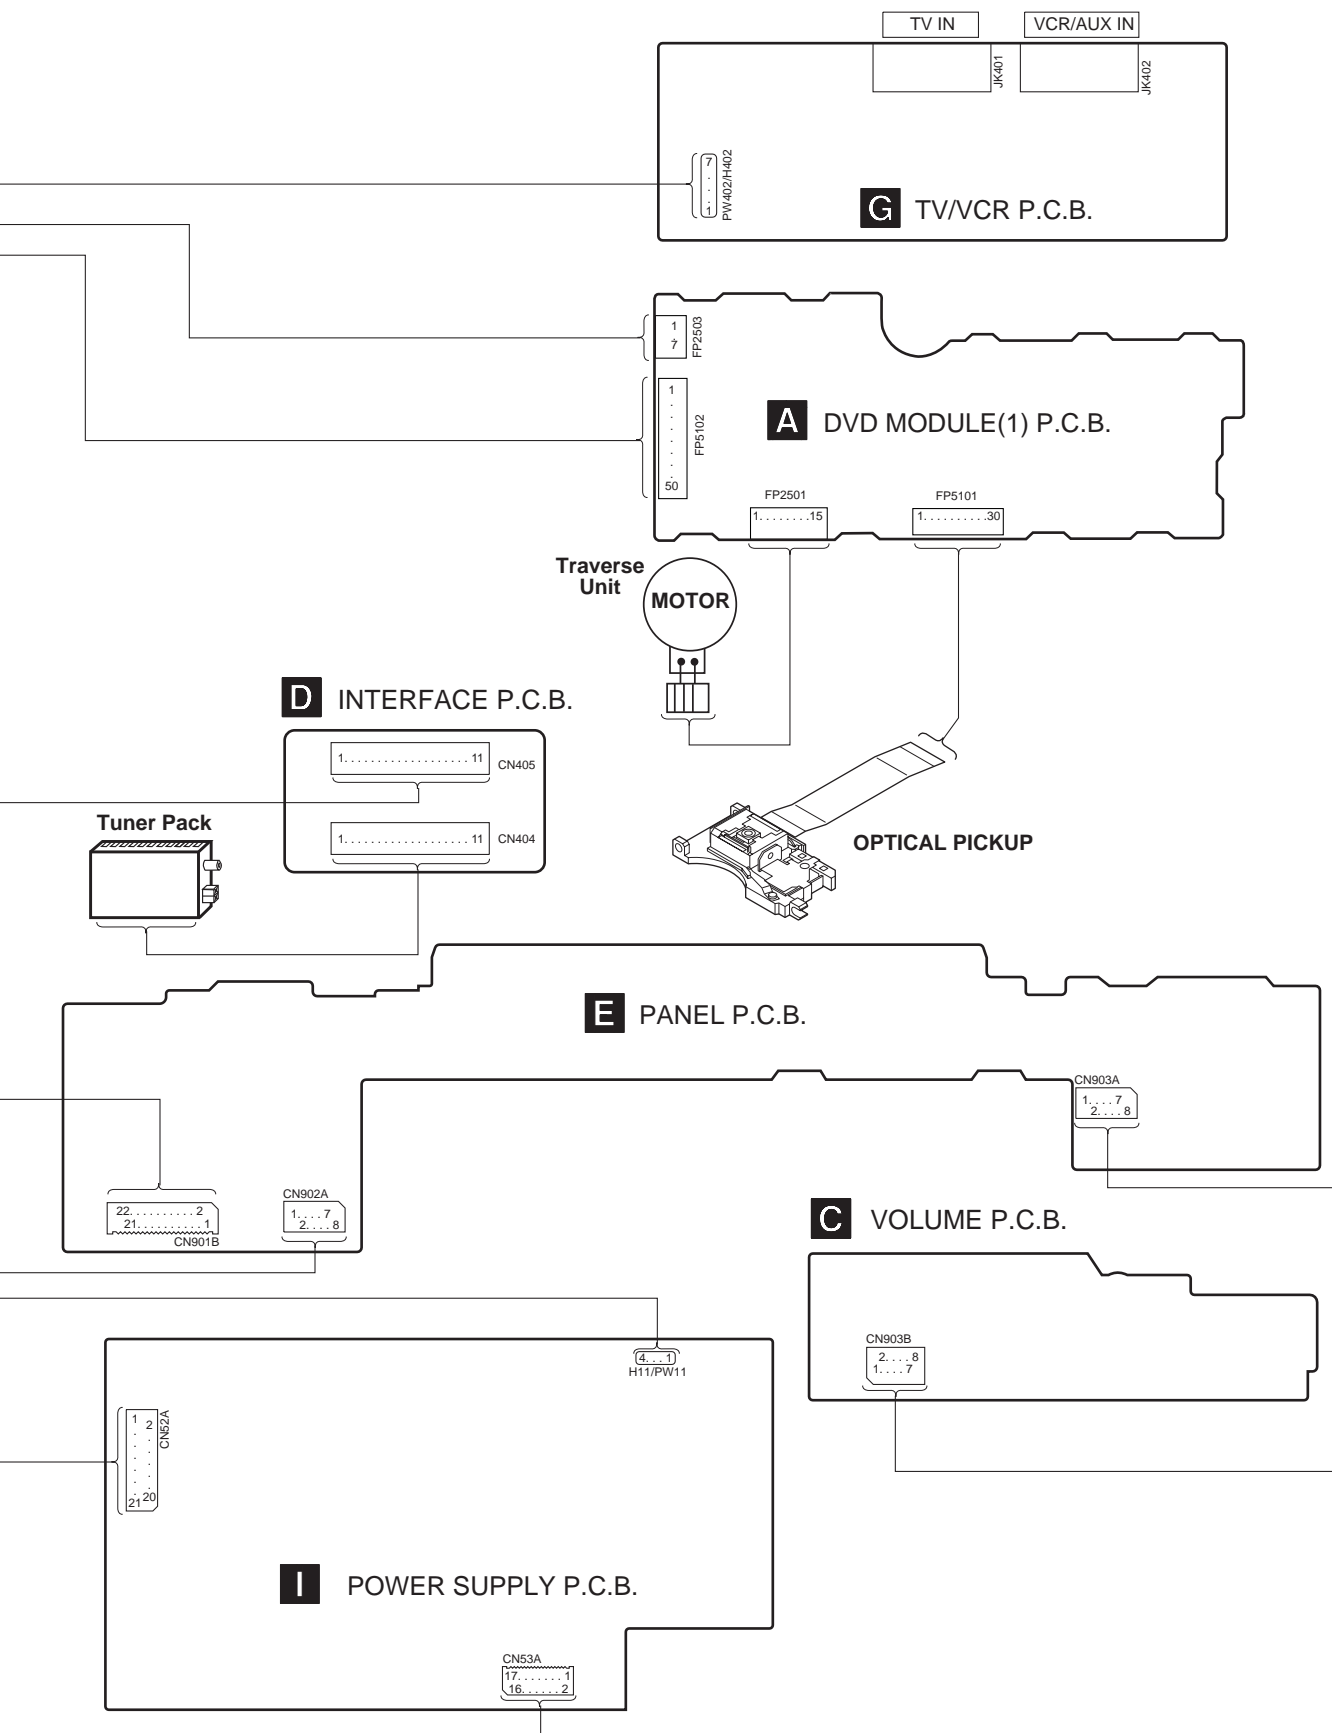 TV IN
VCR/AUX IN
JK401
JK402
7
.
.
.
1
PW402/H402
G TV/VCR P.C.B.
1
.
7
FP2503
1
.
.
.
.
.
.
.
50
FP5102
A DVD MODULE(1) P.C.B.
FP2501
1........15
FP5101
1..........30
Traverse
Unit
MOTOR
D INTERFACE P.C.B.
1...................11 CN405
1...................11 CN404
Tuner Pack
OPTICAL PICKUP
E PANEL P.C.B.
CN903A
1....7
2....8
22..........2
21..........1
CN901B
CN902A
1....7
2....8
C VOLUME P.C.B.
CN903B
2....8
1....7
4...1
H11/PW11
1 2
. .
. .
. .
. .
. .
21 20
CN52A
I POWER SUPPLY P.C.B.
CN53A
17.......1
16......2